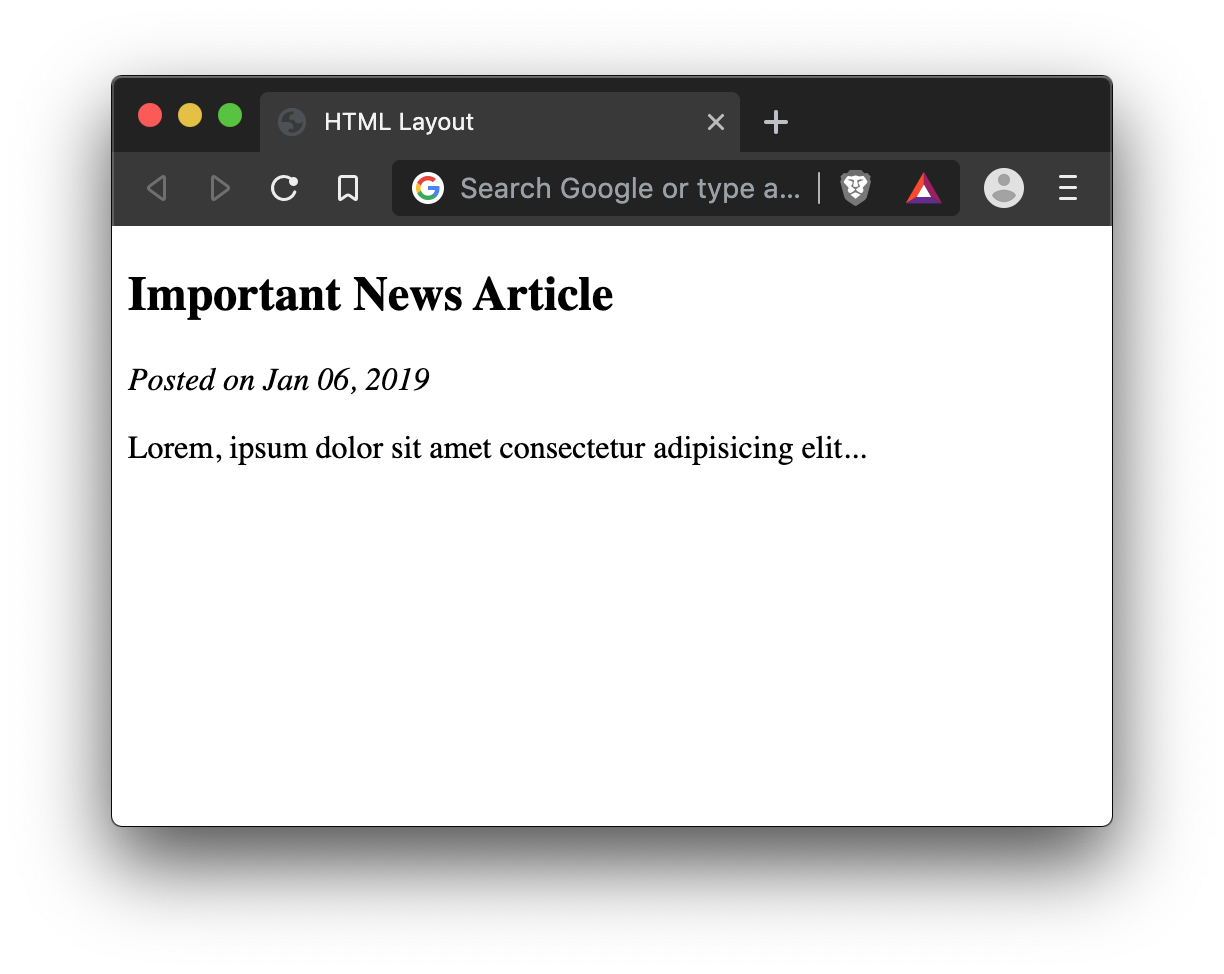 HTML Layout
Search Google or type a...
Important News Article
Posted on Jan 06, 2019
Lorem, ipsum dolor sit amet consectetur adipisicing elit...